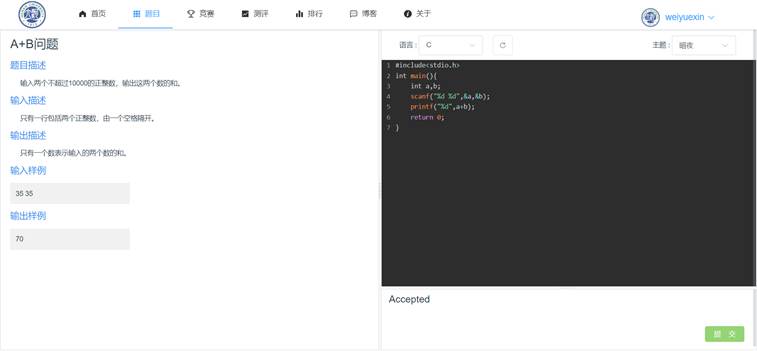 首页 题目 竞赛 测评 排行 博客 关于 weiyuexin
A+B问题
题目描述
输入两个不超过10000的正整数，输出这两个数的和。
输入描述
只有一行包括两个正整数，由一个空格隔开。
输出描述
只有一个数表示输入的两个数的和。
输入样例
35 35
输出样例
70
语言： C 主题： 暗夜
1 #include<stdio.h>
2 int main(){
3     int a,b;
4     scanf("%d %d",&a,&b);
5     printf("%d",a+b);
6     return 0;
7 }
Accepted
提 交